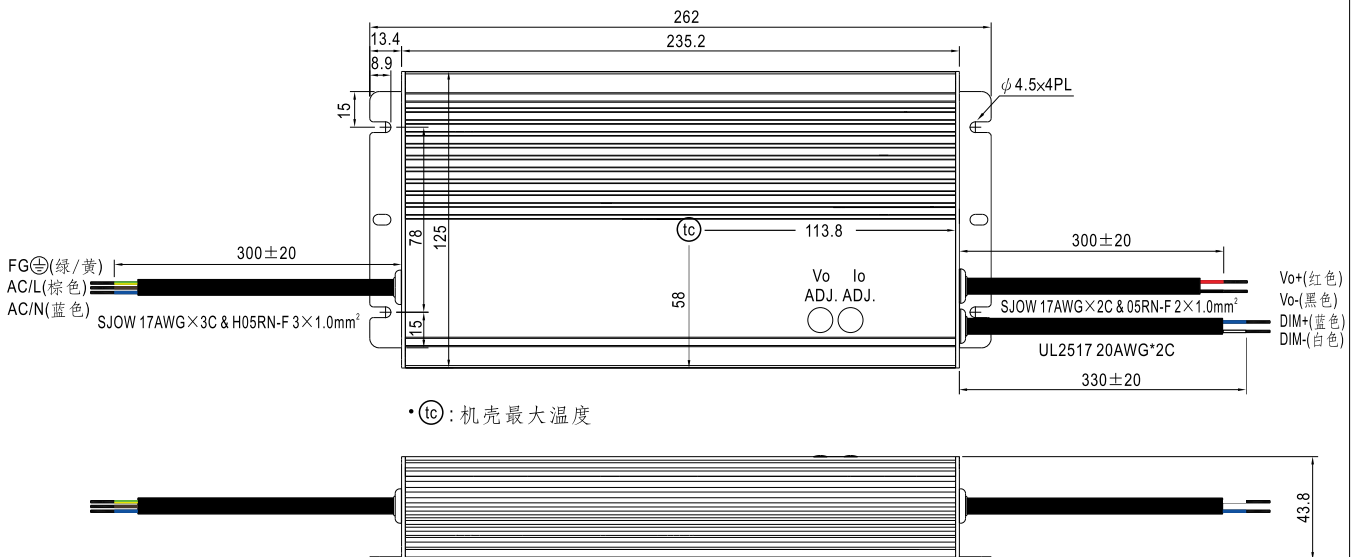 262
13.4
235.2
8.9
φ4.5x4PL
15
tc
113.8
78
125
300±20
300±20
FG(绿/黄)
AC/L(棕色)
AC/N(蓝色)
SJOW 17AWG×3C & H05RN-F 3×1.0mm²
Vo Io
ADJ. ADJ.
58
15
Vo+(红色)
Vo-(黑色)
SJOW 17AWG×2C & 05RN-F 2×1.0mm²
DIM+(蓝色)
DIM-(白色)
UL2517 20AWG*2C
330±20
•tc:机壳最大温度
43.8